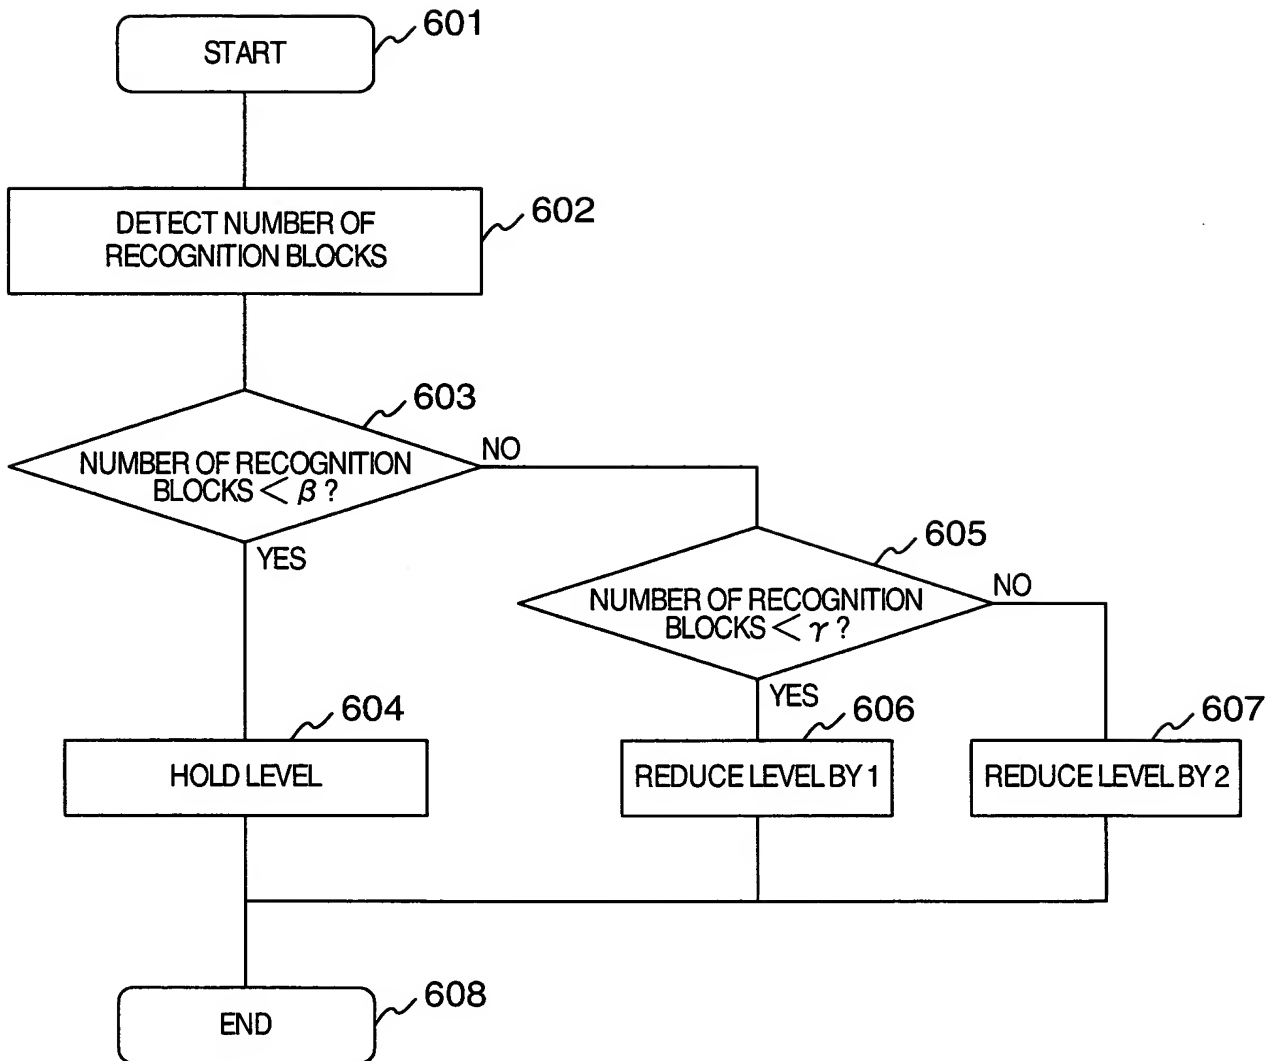 START
601
DETECT NUMBER OF
RECOGNITION BLOCKS
602
603
NUMBER OF RECOGNITION
BLOCKS < β ?
NO
YES
605
NUMBER OF RECOGNITION
BLOCKS < γ ?
NO
YES
604
HOLD LEVEL
606
REDUCE LEVEL BY 1
607
REDUCE LEVEL BY 2
END
608